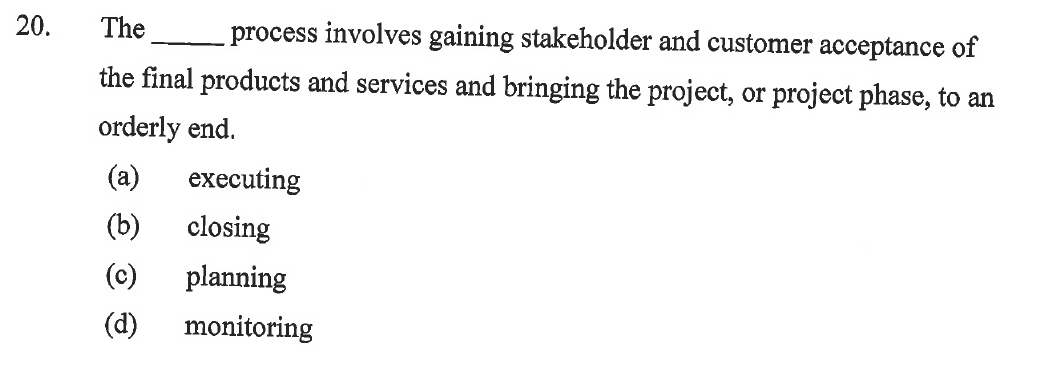 20. The _____ process involves gaining stakeholder and customer acceptance of
the final products and services and bringing the project, or project phase, to an
orderly end.
(a) executing
(b) closing
(c) planning
(d) monitoring